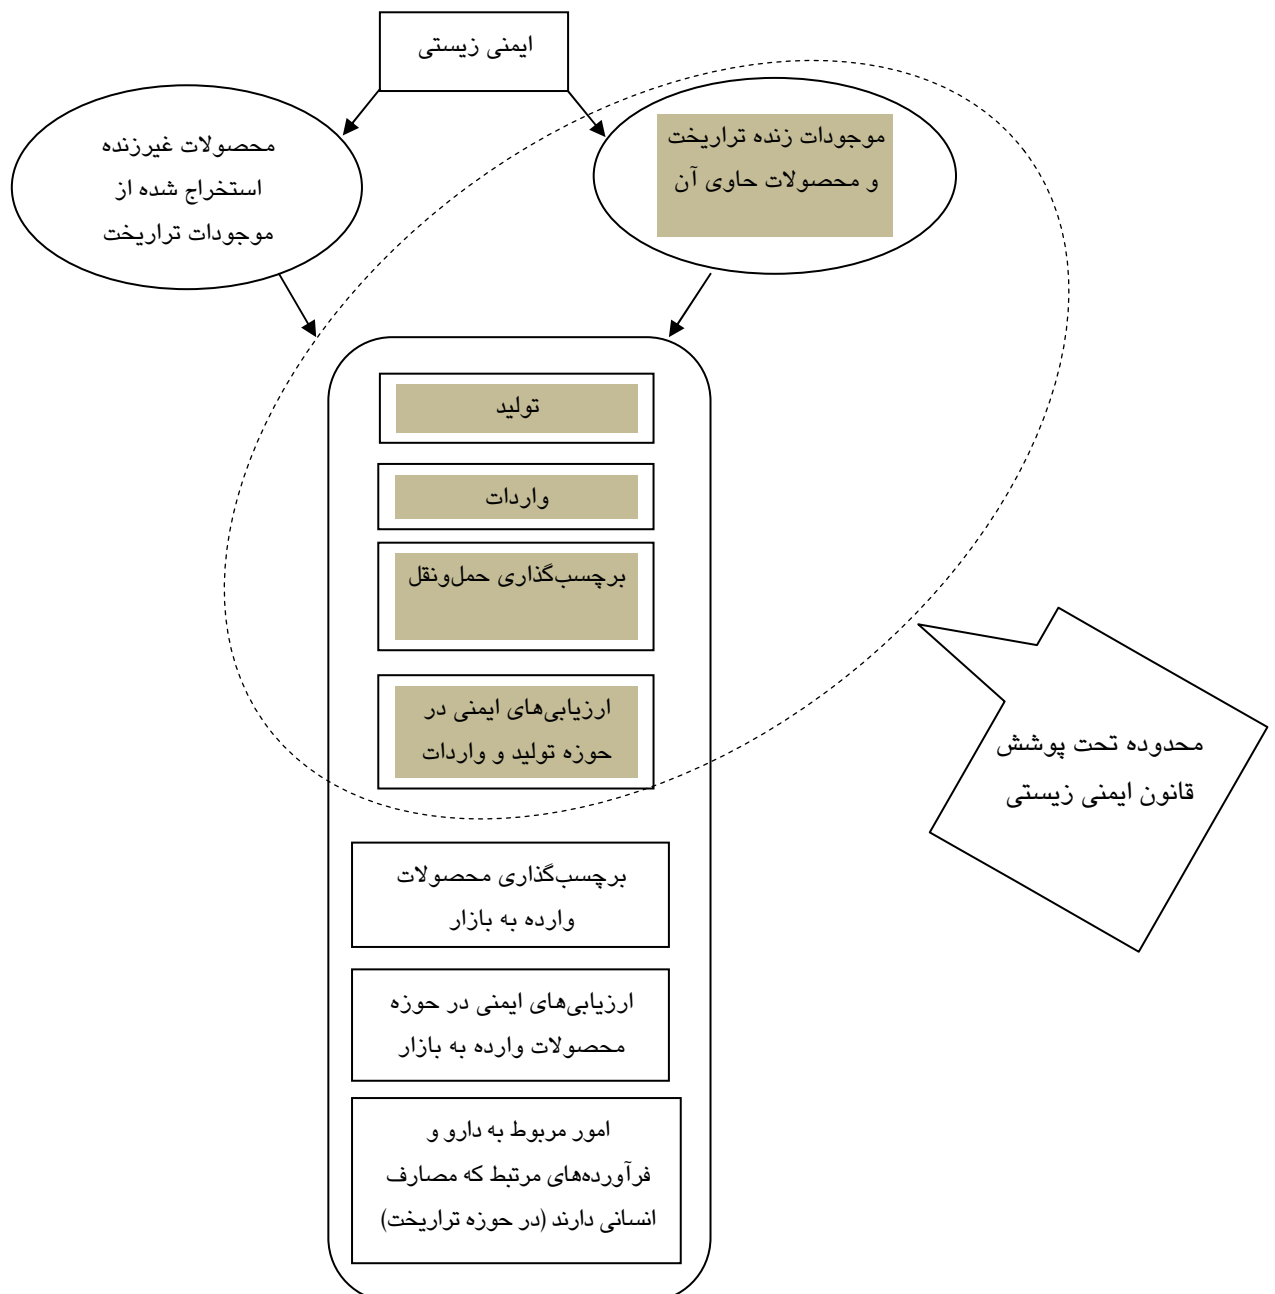 ایمنی زیستی
موجودات زنده تراریخت
و محصولات حاوی آن
محصولات غیرزنده
استخراج شده از
موجودات تراریخت
تولید
واردات
برچسب‌گذاری حمل‌ونقل
ارزیابی‌های ایمنی در
حوزه تولید و واردات
محدوده تحت پوشش
قانون ایمنی زیستی
برچسب‌گذاری محصولات
وارده به بازار
ارزیابی‌های ایمنی در حوزه
محصولات وارده به بازار
امور مربوط به دارو و
فرآورده‌های مرتبط که مصارف
انسانی دارند (در حوزه تراریخت)